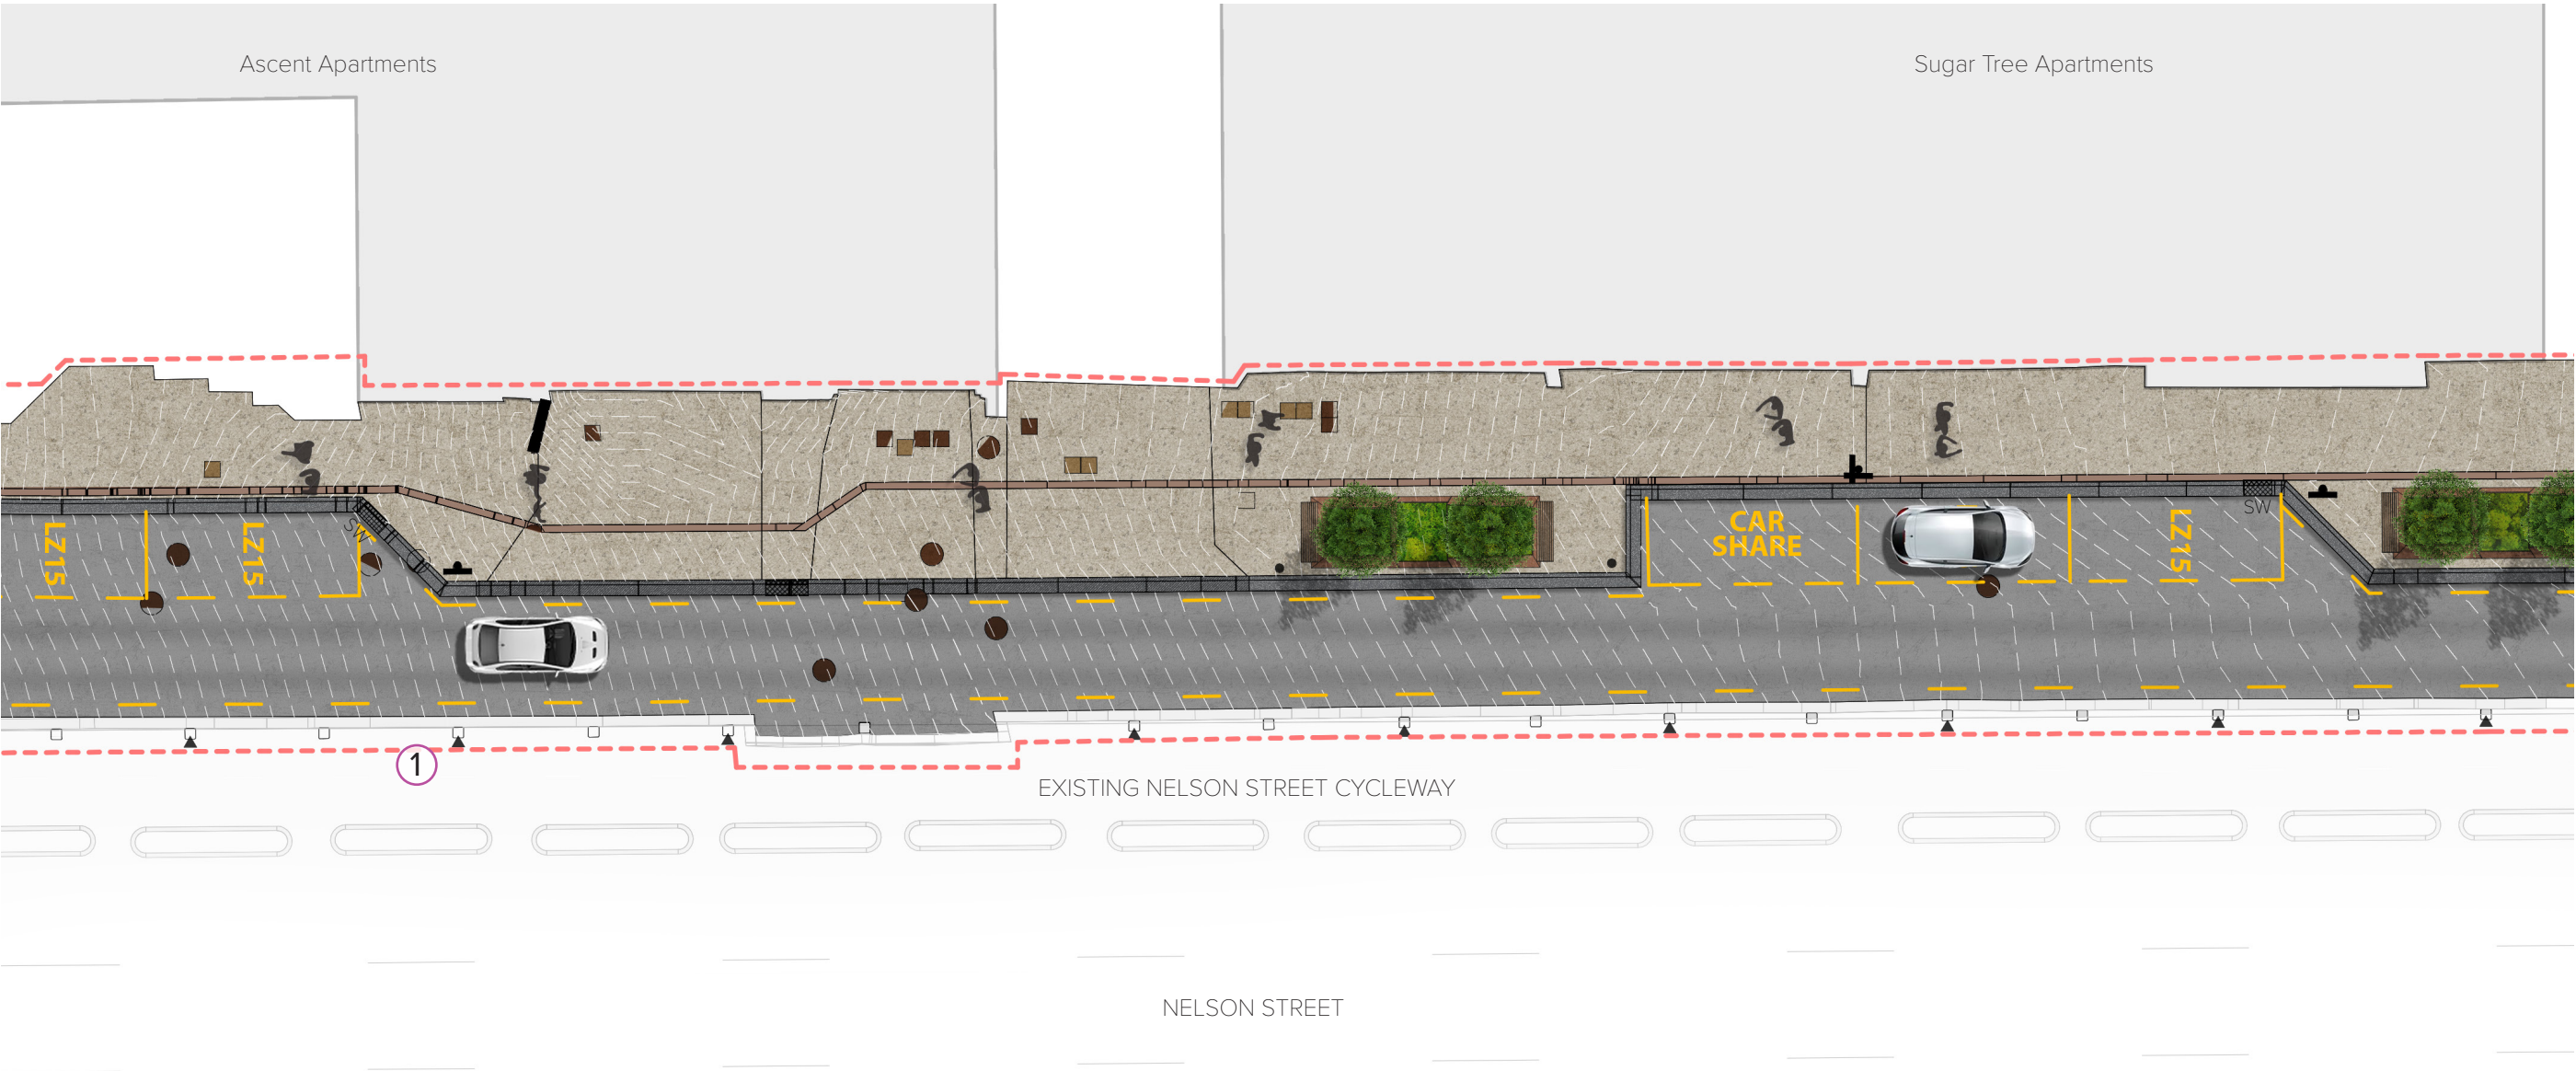 Ascent Apartments
Sugar Tree Apartments
LZ15
LZ15
SW
CAR
SHARE
LZ15
SW
1
EXISTING NELSON STREET CYCLEWAY
NELSON STREET